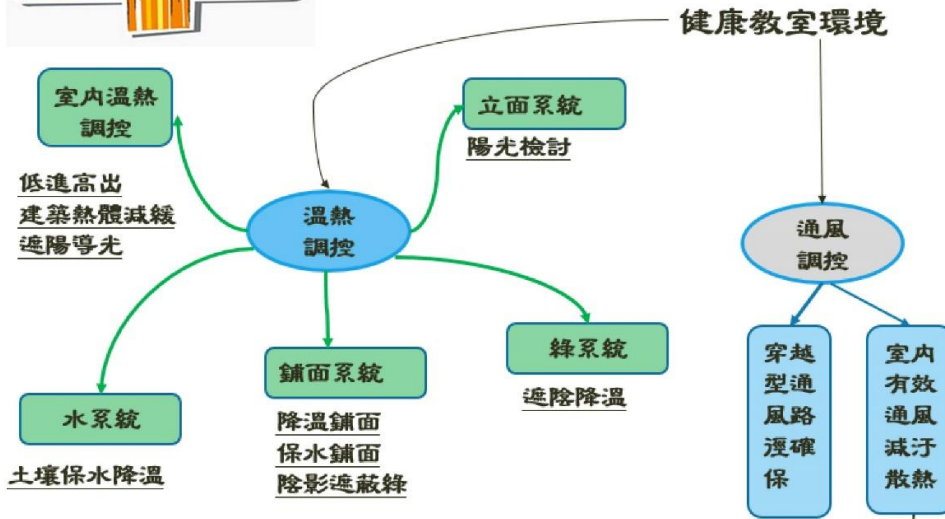 健康教室環境
室內溫熱
調控
低進高出
建築熱體減緩
遮陽導光
立面系統
陽光檢討
溫熱
調控
通風
調控
水系統
土壤保水降溫
鋪面系統
降溫鋪面
保水鋪面
陰影遮蔽綠
綠系統
遮陰降溫
穿越
型通
風路
徑確
保
室內
有效
通風
減汙
散熱